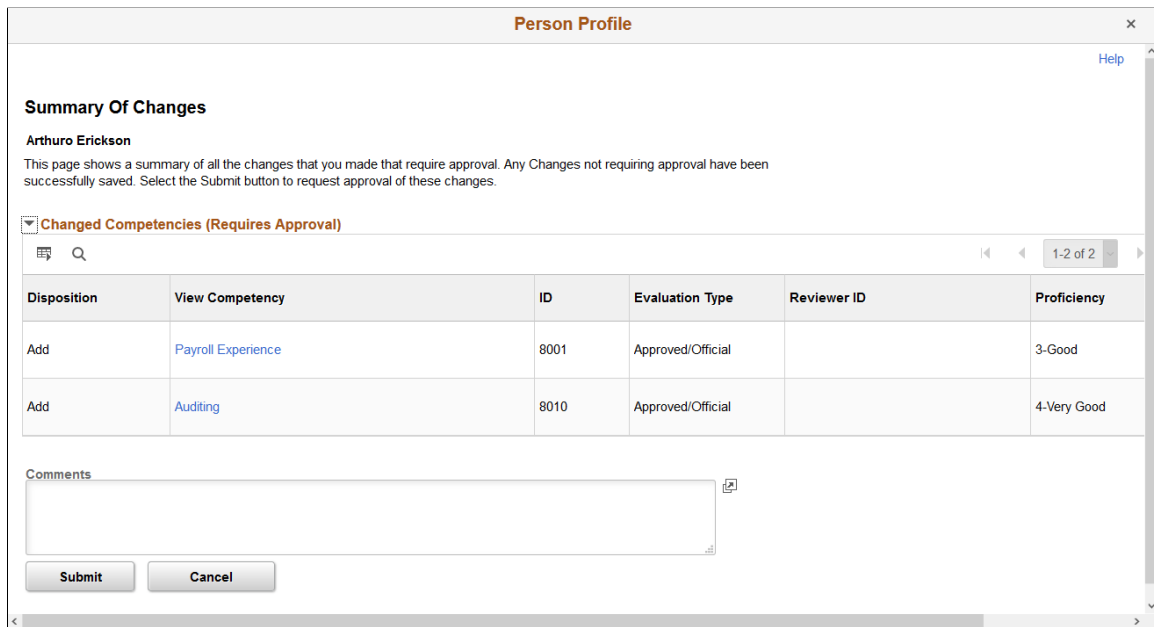 Person Profile
×
Help
Summary Of Changes
Arthuro Erickson
This page shows a summary of all the changes that you made that require approval. Any Changes not requiring approval have been
successfully saved. Select the Submit button to request approval of these changes.
Changed Competencies (Requires Approval)
1-2 of 2
Disposition View Competency ID Evaluation Type Reviewer ID Proficiency
Add Payroll Experience 8001 Approved/Official 3-Good
Add Auditing 8010 Approved/Official 4-Very Good
Comments
Submit Cancel